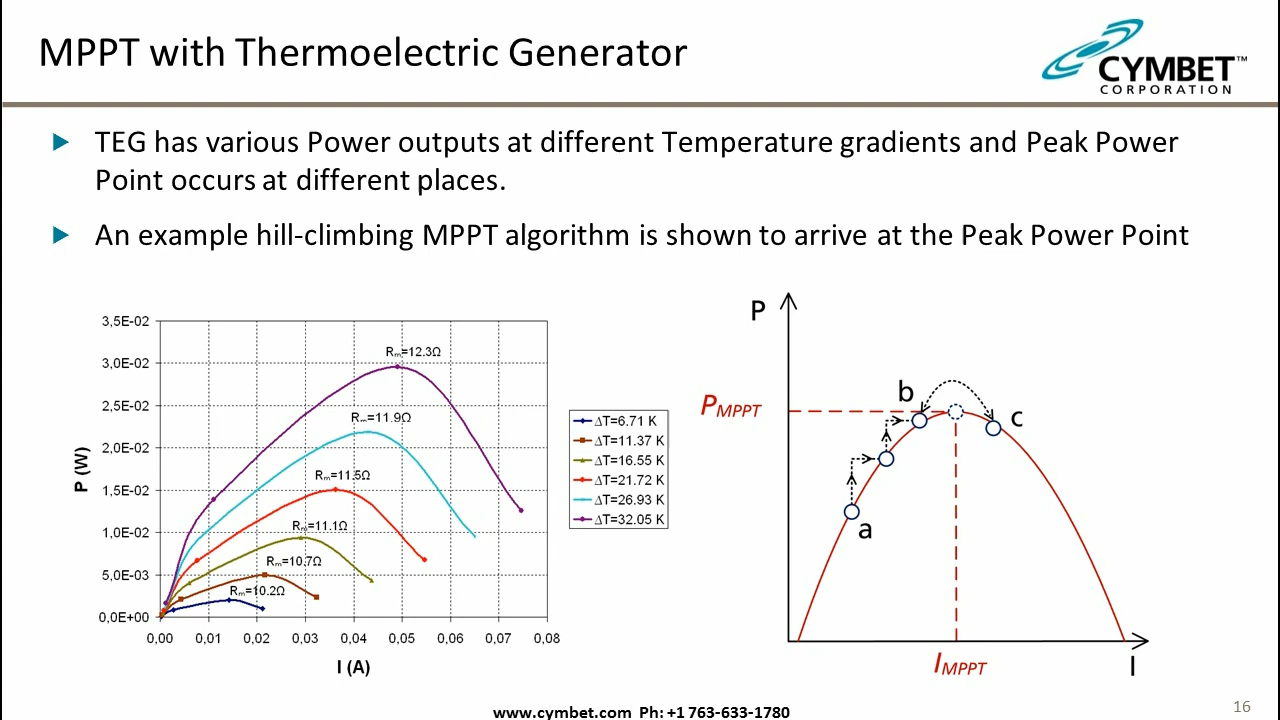 MPPT with Thermoelectric Generator
CYMBET™
CORPORATION
TEG has various Power outputs at different Temperature gradients and Peak Power
Point occurs at different places.
An example hill-climbing MPPT algorithm is shown to arrive at the Peak Power Point
3,5E-02
3,0E-02
2,5E-02
2,0E-02
1,5E-02
1,0E-02
5,0E-03
0,0E+00
P (W)
Rₘ=12.3Ω
Rₘ=11.9Ω
Rₘ=11.5Ω
Rₘ=11.1Ω
Rₘ=10.7Ω
Rₘ=10.2Ω
0,00 0,01 0,02 0,03 0,04 0,05 0,06 0,07 0,08
I (A)
ΔT=6.71 K
ΔT=11.37 K
ΔT=16.55 K
ΔT=21.72 K
ΔT=26.93 K
ΔT=32.05 K
P
PMPPT
b
c
a
IMPPT
I
www.cymbet.com Ph: +1 763-633-1780
16